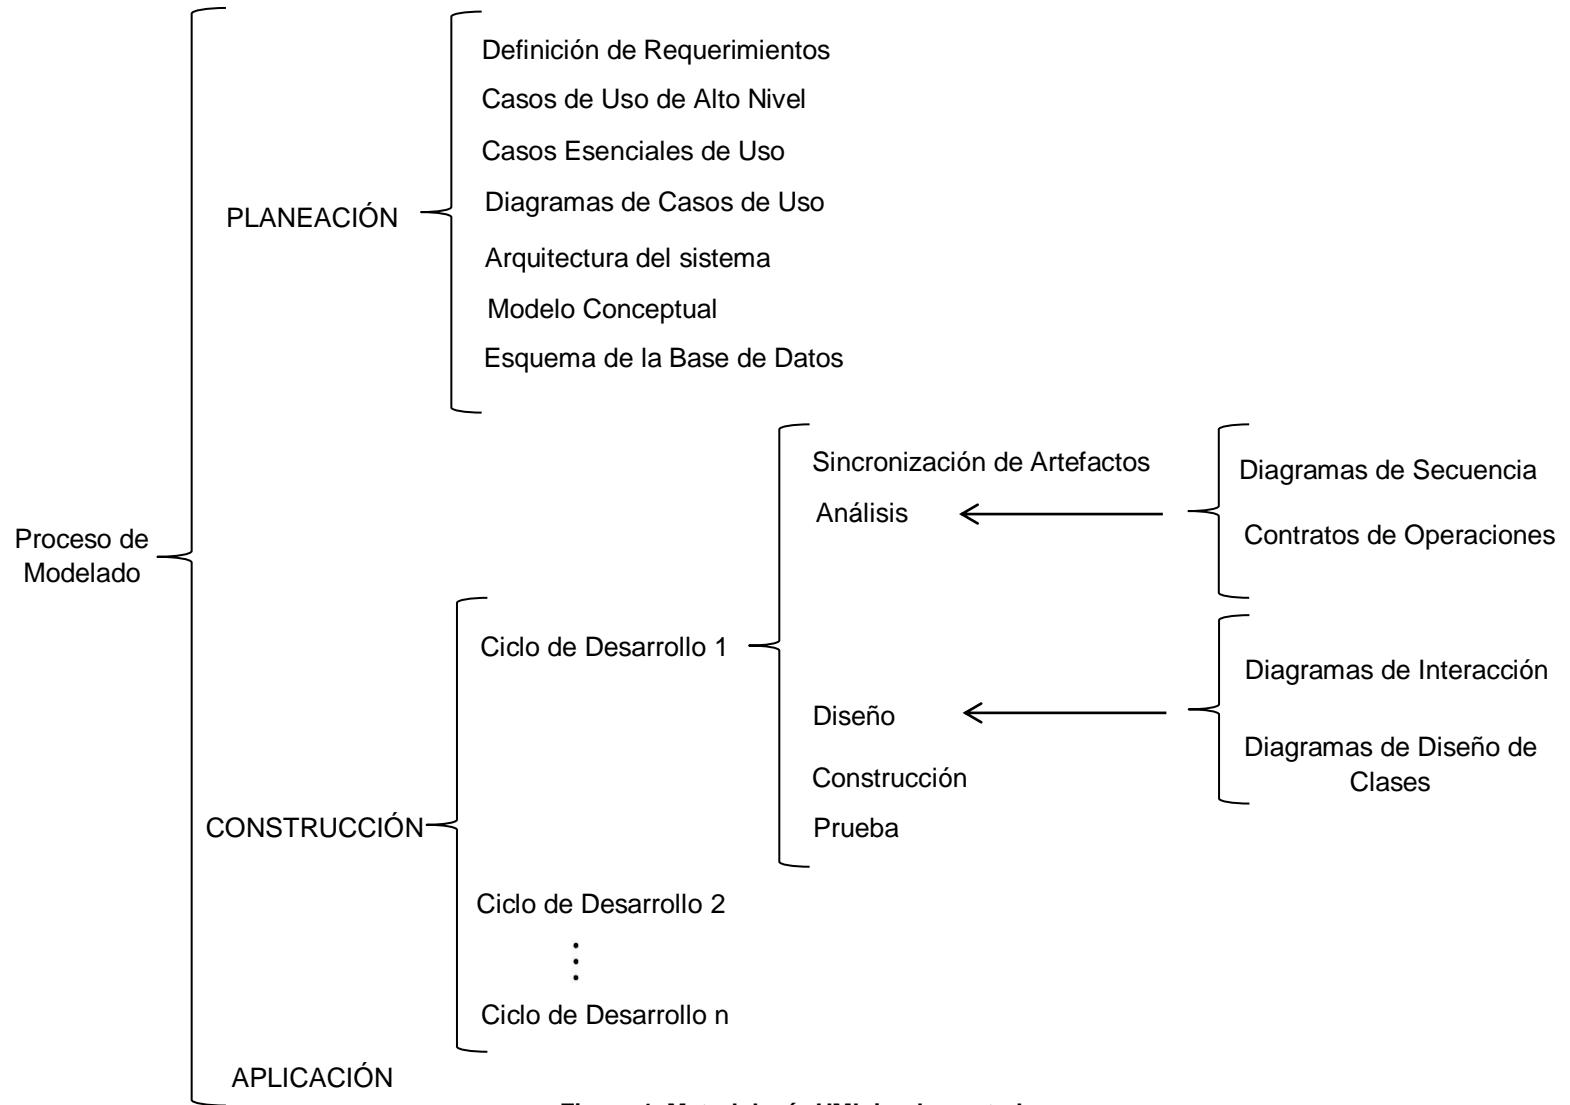 Definición de Requerimientos
Casos de Uso de Alto Nivel
Casos Esenciales de Uso
Diagramas de Casos de Uso
PLANEACIÓN
Arquitectura del sistema
Modelo Conceptual
Esquema de la Base de Datos
Sincronización de Artefactos
Análisis
Diagramas de Secuencia
Contratos de Operaciones
Proceso de
Modelado
Ciclo de Desarrollo 1
Diseño
Diagramas de Interacción
Diagramas de Diseño de
Clases
Construcción
Prueba
CONSTRUCCIÓN
Ciclo de Desarrollo 2
Ciclo de Desarrollo n
APLICACIÓN